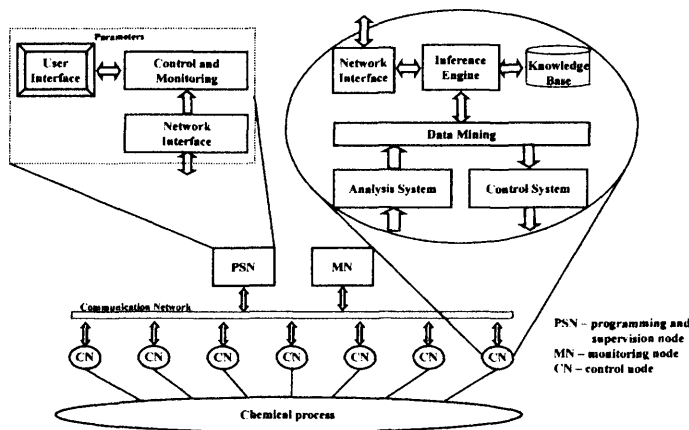 Parameters
User
Interface
Control and
Monitoring
Network
Interface
Network
Interface
Inference
Engine
Knowledge
Base
Data Mining
Analysis System
Control System
PSN
MN
Communication Network
CN
CN
CN
CN
CN
CN
CN
PSN – programming and
supervision node
MN – monitoring node
CN – control node
Chemical process